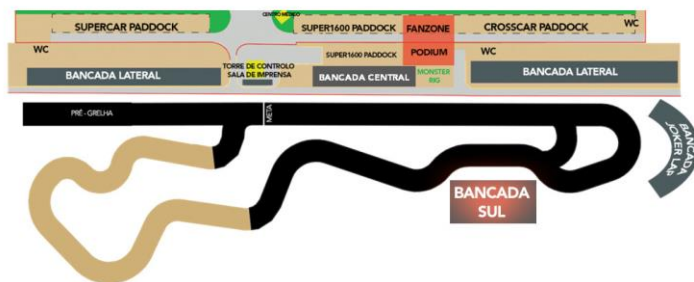 CENTRO MÉDICO
SUPERCAR PADDOCK
SUPER1600 PADDOCK
FANZONE
CROSSCAR PADDOCK
WC
WC
SUPER1600 PADDOCK
PODIUM
WC
TORRE DE CONTROLO
SALA DE IMPRENSA
BANCADA LATERAL
BANCADA CENTRAL
MONSTER
RIG
BANCADA LATERAL
PRÉ - GRELHA
META
BANCADA
JOKER LAP
BANCADA
SUL